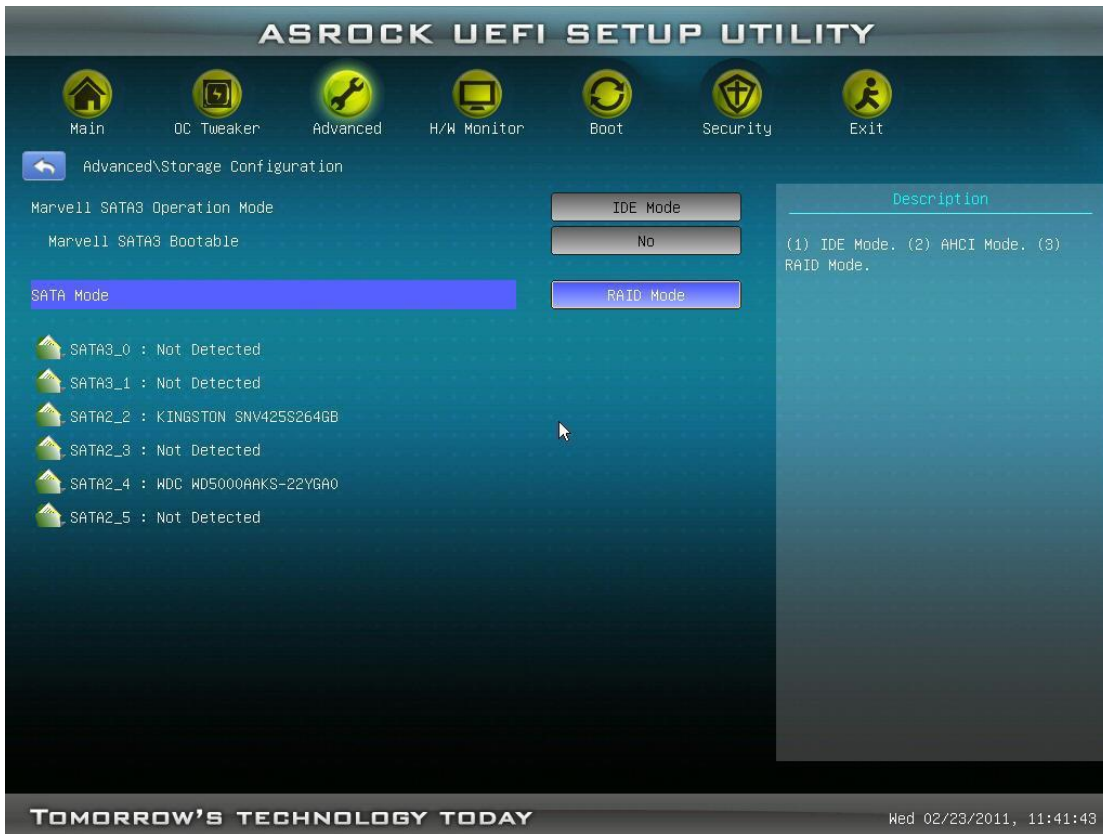 ASROCK UEFI SETUP UTILITY
Main OC Tweaker Advanced H/W Monitor Boot Security Exit
Advanced\Storage Configuration
Marvell SATA3 Operation Mode IDE Mode
Marvell SATA3 Bootable No
SATA Mode RAID Mode
SATA3_0 : Not Detected
SATA3_1 : Not Detected
SATA2_2 : KINGSTON SNV425S264GB
SATA2_3 : Not Detected
SATA2_4 : WDC WD5000AAKS-22YGA0
SATA2_5 : Not Detected
Description
(1) IDE Mode. (2) AHCI Mode. (3)
RAID Mode.
TOMORROW'S TECHNOLOGY TODAY
Wed 02/23/2011, 11:41:43